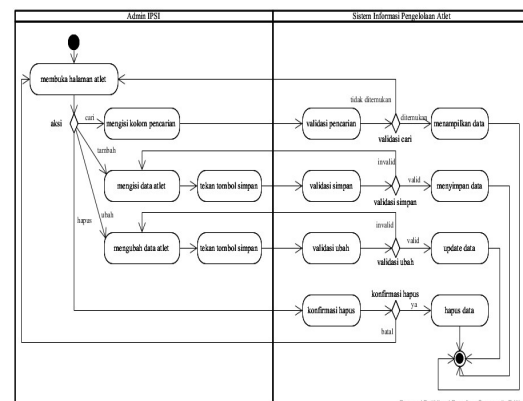 Admin IPSI
Sistem Informasi Pengelolaan Atlet
membuka halaman atlet
tidak ditemukan
aksi
cari
mengisi kolom pencarian
validasi pencarian
ditemukan
menampilkan data
validasi cari
tambah
invalid
mengisi data atlet
tekan tombol simpan
validasi simpan
valid
menyimpan data
validasi simpan
hapus
ubah
invalid
mengubah data atlet
tekan tombol simpan
validasi ubah
valid
update data
validasi ubah
konfirmasi hapus
konfirmasi hapus
ya
hapus data
batal